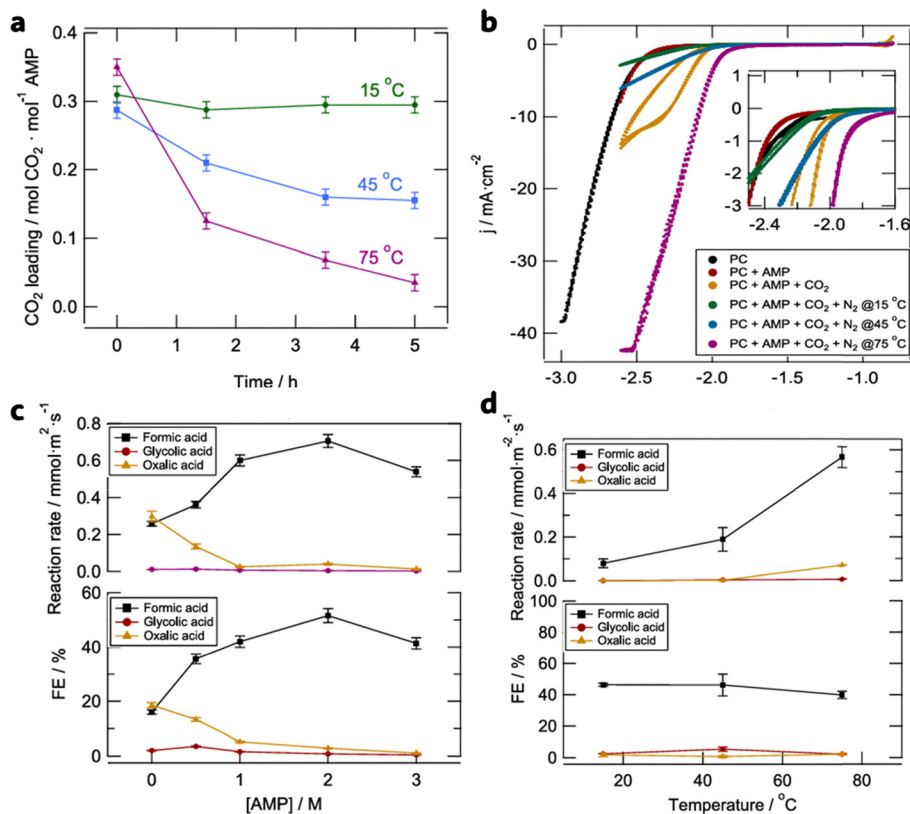 a
CO₂ loading / mol CO₂ · mol⁻¹ AMP
0.4
0.3
0.2
0.1
0.0
15 °C
45 °C
75 °C
0
1
2
3
4
5
Time / h
b
j / mA·cm⁻²
0
-10
-20
-30
-40
-3.0
-2.5
-2.0
-1.5
-1.0
1
0
-1
-2
-3
-2.4
-2.0
-1.6
PC
PC + AMP
PC + AMP + CO₂
PC + AMP + CO₂ + N₂ @15 °C
PC + AMP + CO₂ + N₂ @45 °C
PC + AMP + CO₂ + N₂ @75 °C
c
Reaction rate / mmol·m²·s⁻¹
0.8
0.6
0.4
0.2
0.0
Formic acid
Glycolic acid
Oxalic acid
FE / %
60
40
20
0
Formic acid
Glycolic acid
Oxalic acid
0
1
2
3
[AMP] / M
d
Reaction rate / mmol·m⁻²·s⁻¹
0.6
0.4
0.2
0.0
Formic acid
Glycolic acid
Oxalic acid
FE / %
100
80
60
40
20
0
Formic acid
Glycolic acid
Oxalic acid
20
40
60
80
Temperature / °C